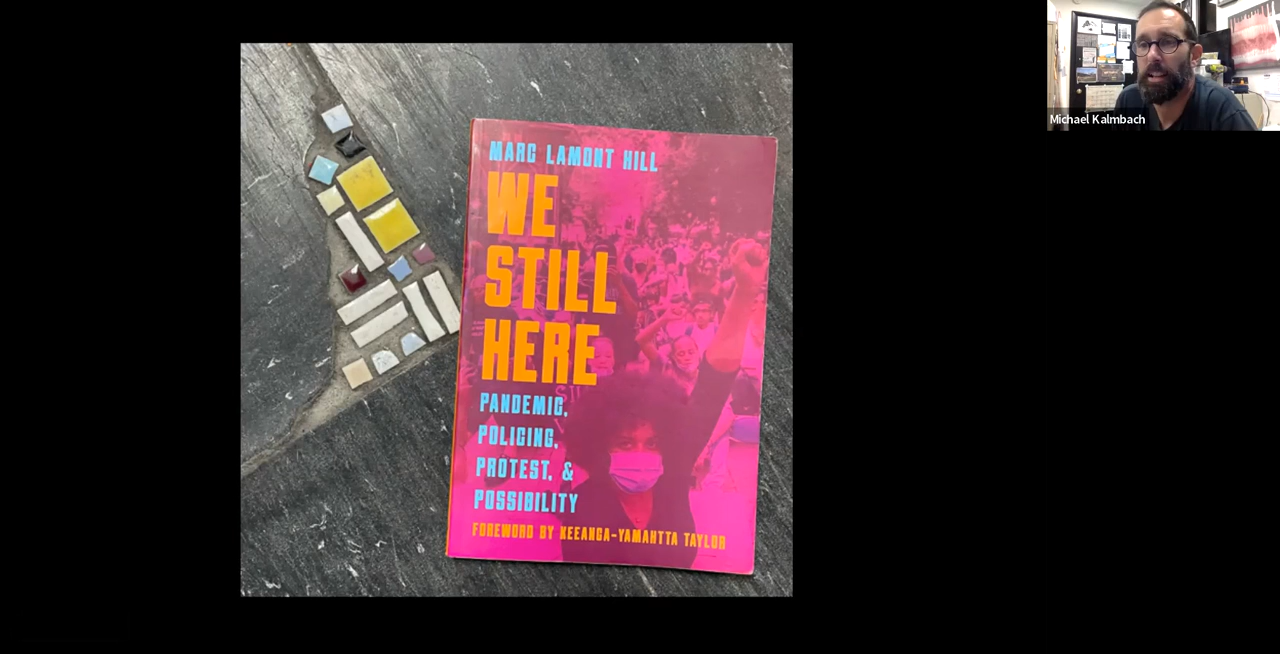 MARC LAMONT HILL
WE
STILL
HERE
PANDEMIC,
POLICING,
PROTEST, &
POSSIBILITY
FOREWORD BY KEEANGA-YAMAHTTA TAYLOR
Michael Kalmbach